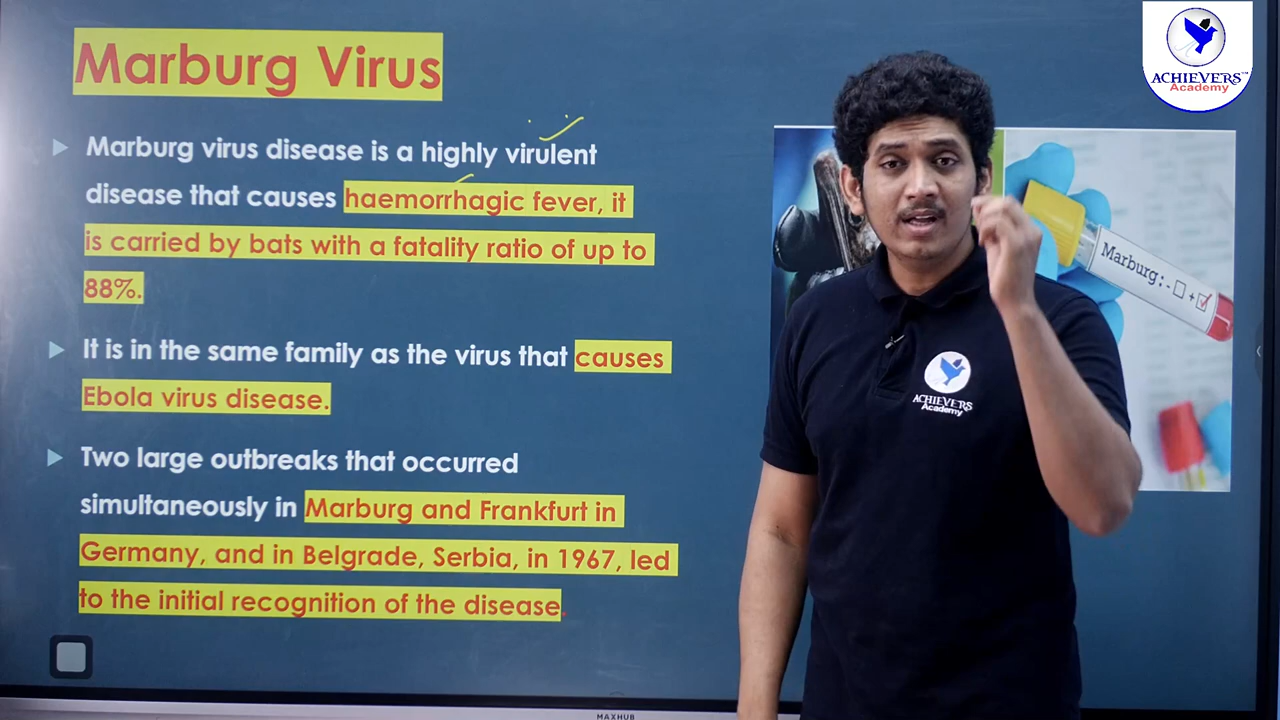 Marburg Virus
Marburg virus disease is a highly virulent
disease that causes haemorrhagic fever, it
is carried by bats with a fatality ratio of up to
88%.
It is in the same family as the virus that causes
Ebola virus disease.
Two large outbreaks that occurred
simultaneously in Marburg and Frankfurt in
Germany, and in Belgrade, Serbia, in 1967, led
to the initial recognition of the disease.
MAXHUB
ACHIEVERS™
Academy
Marburg: - +
ACHIEVERS
Academy